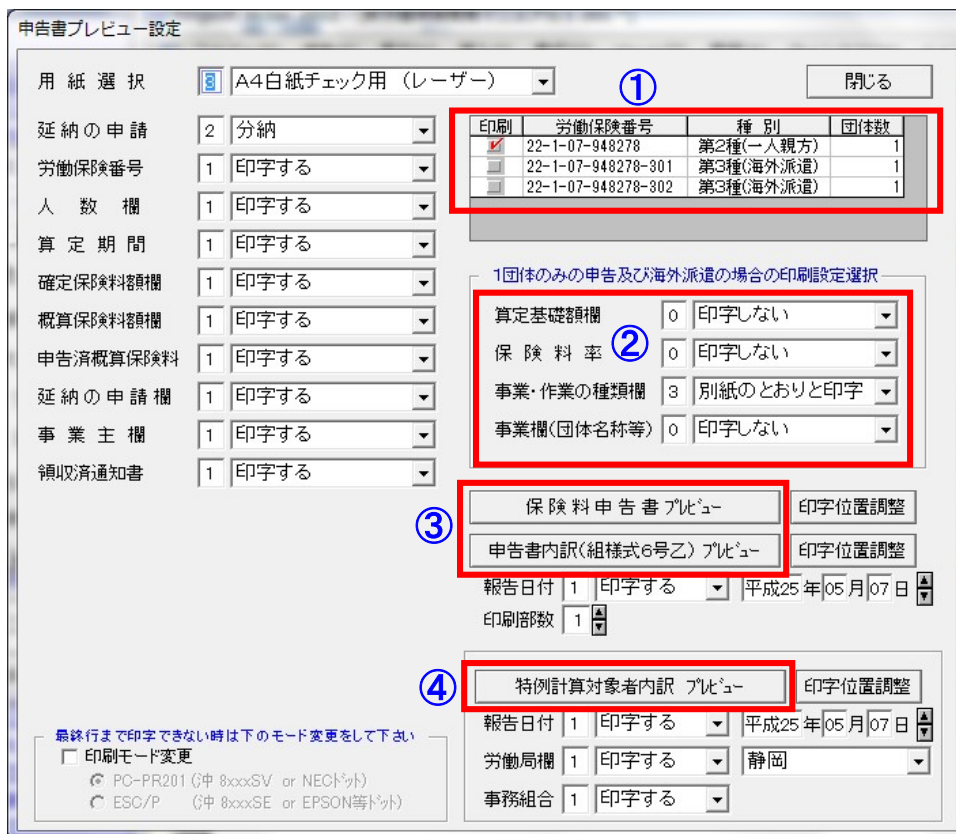 申告書プレビュー設定
用紙選択 8 A4白紙チェック用 (レーザー)
閉じる
①
延納の申請 2 分納
労働保険番号 1 印字する
人数欄 1 印字する
算定期間 1 印字する
確定保険料額欄 1 印字する
概算保険料額欄 1 印字する
申告済概算保険料 1 印字する
延納の申請欄 1 印字する
事業主欄 1 印字する
領収済通知書 1 印字する
印刷 労働保険番号 種別 団体数
22-1-07-948278 第2種(一人親方) 1
22-1-07-948278-301 第3種(海外派遣) 1
22-1-07-948278-302 第3種(海外派遣) 1
1団体のみの申告及び海外派遣の場合の印刷設定選択
算定基礎額欄 0 印字しない
②
保険料率 0 印字しない
事業・作業の種類欄 3 別紙のとおりと印字
事業欄(団体名称等) 0 印字しない
③
保険料申告書プレビュー 印字位置調整
申告書内訳(組様式6号乙)プレビュー 印字位置調整
報告日付 1 印字する 平成25年05月07日
印刷部数 1
④
特例計算対象者内訳 プレビュー 印字位置調整
報告日付 1 印字する 平成25年05月07日
労働局欄 1 印字する 静岡
事務組合 1 印字する
最終行まで印字できない時は下のモード変更をして下さい
印刷モード変更
PC-PR201 (沖 8xxxSV or NECドット)
ESC/P (沖 8xxxSE or EPSON等ドット)